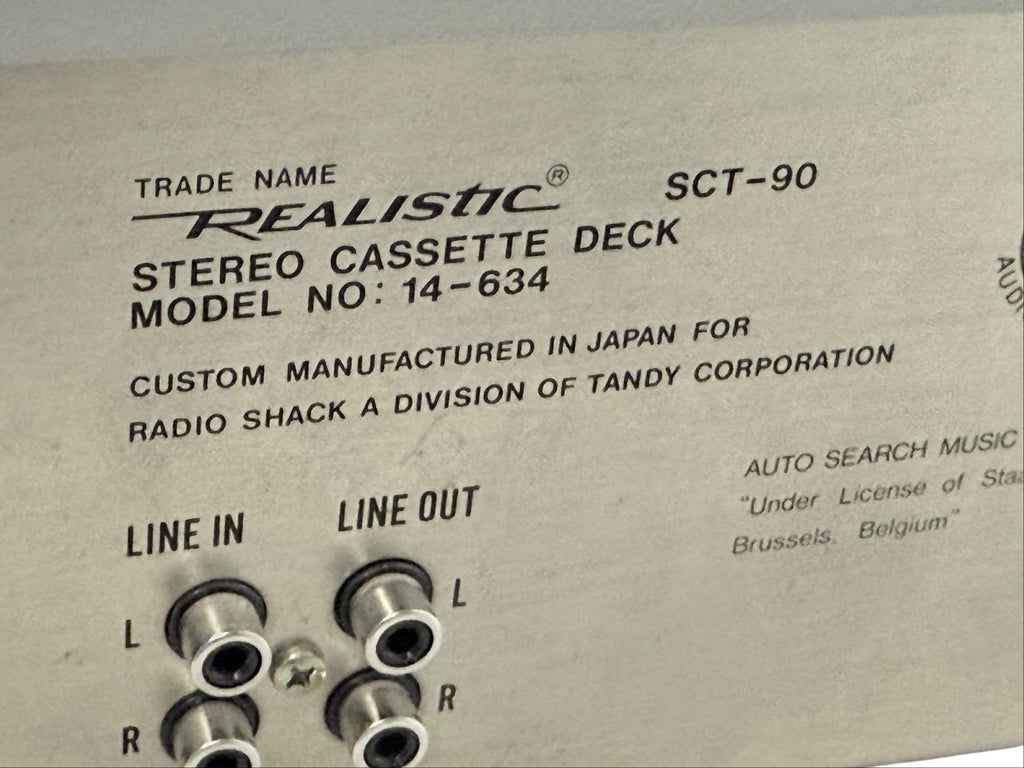 TRADE NAME
REALISTIC® SCT-90
STEREO CASSETTE DECK
MODEL NO: 14-634
CUSTOM MANUFACTURED IN JAPAN FOR
RADIO SHACK A DIVISION OF TANDY CORPORATION
AUTO SEARCH MUSIC
"Under License of
Brussels, Belgium"
LINE IN LINE OUT
L L
R R